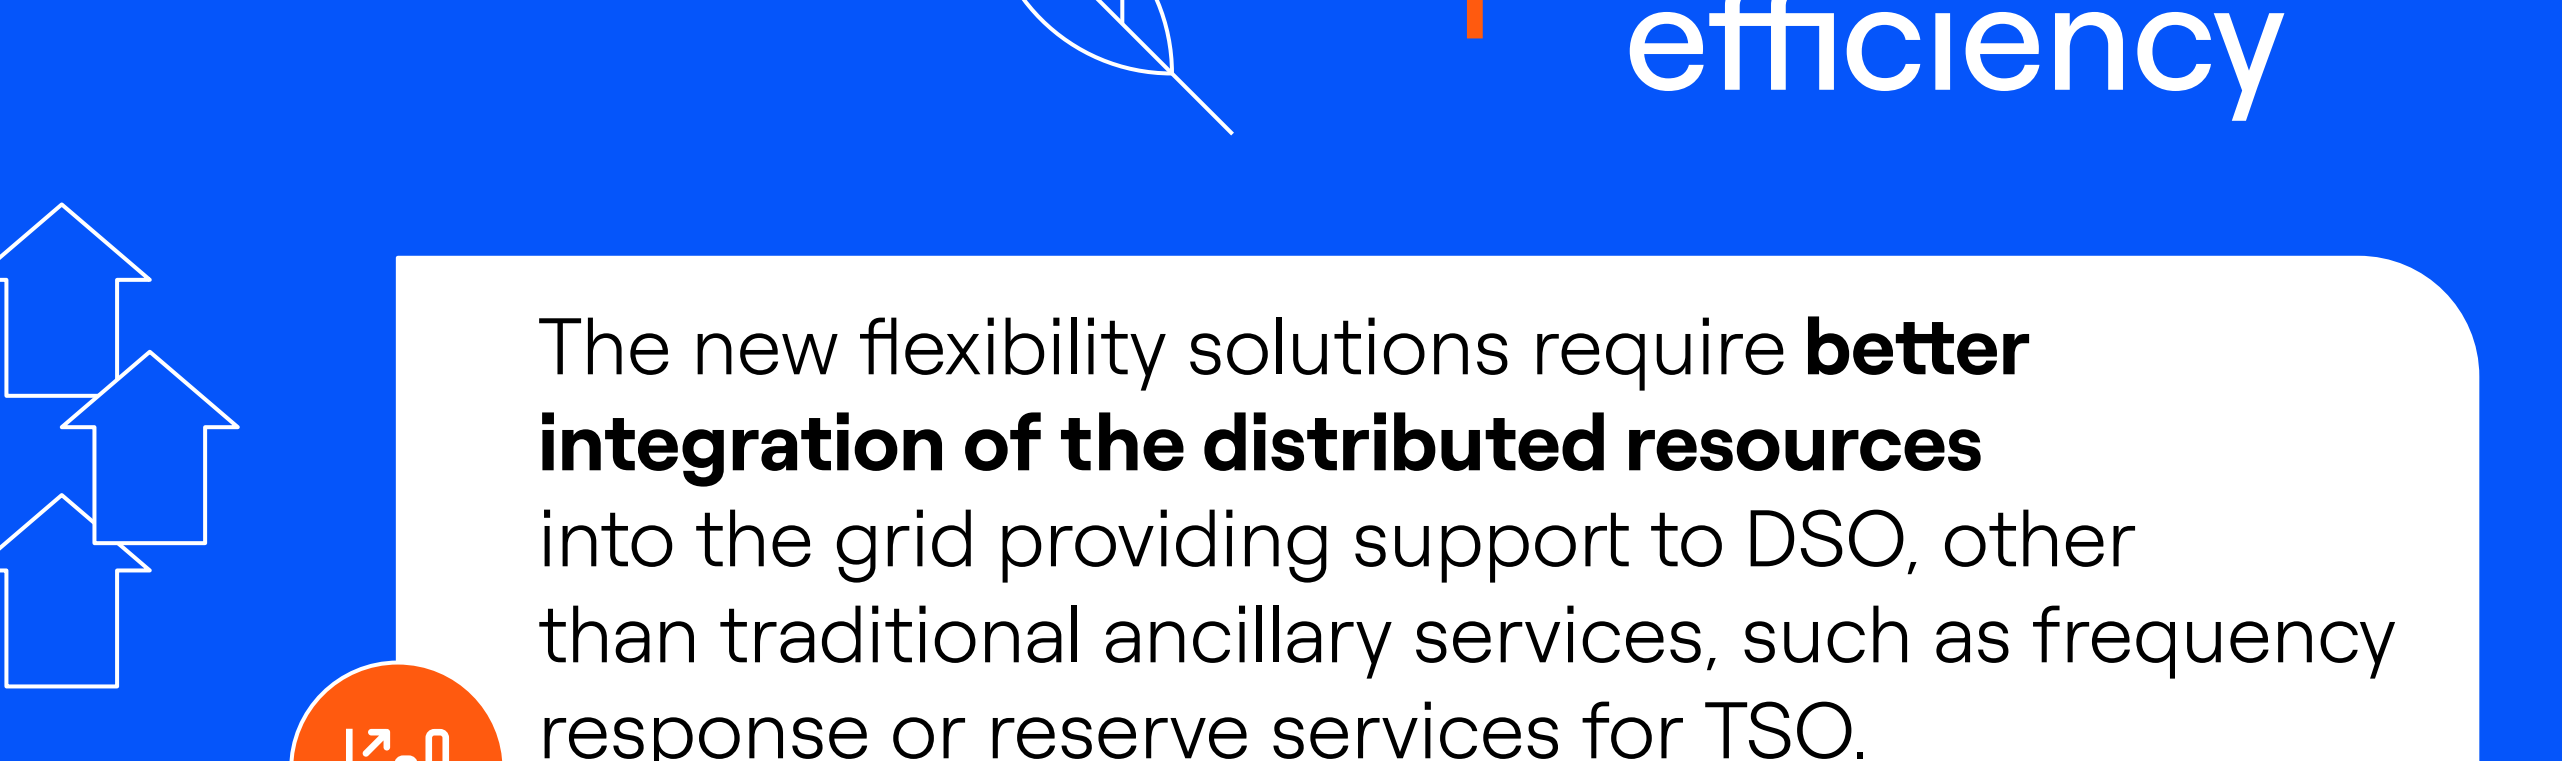 efficiency
The new flexibility solutions require better
integration of the distributed resources
into the grid providing support to DSO, other
than traditional ancillary services, such as frequency
response or reserve services for TSO.